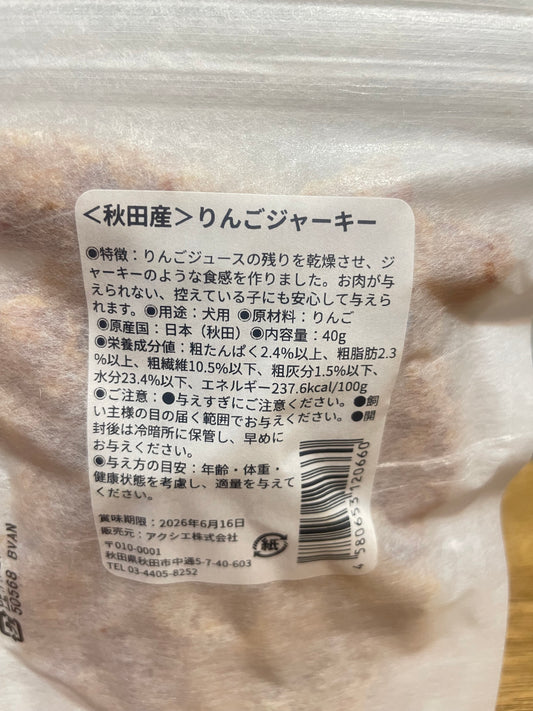 ＜秋田産＞りんごジャーキー
◉特徴：りんごジュースの残りを乾燥させ、ジ
ャーキーのような食感を作りました。お肉が与
えられない、控えている子にも安心して与えら
れます。◉用途：犬用 ◉原材料：りんご
◉原産国：日本（秋田）◉内容量：40g
◉栄養成分値：粗たんぱく2.4%以上、粗脂肪2.3
%以上、粗繊維10.5%以下、粗灰分1.5%以下、
水分23.4%以下、エネルギー237.6kcal/100g
◉ご注意：●与えすぎにご注意ください。●飼
い主様の目の届く範囲でお与えください。●開
封後は冷暗所に保管し、早めに
お与えください。
◉与え方の目安：年齢・体重・
健康状態を考慮し、適量を与えて
ください。
賞味期限：2026年6月16日
販売元：アクシエ株式会社
〒010-0001
秋田県秋田市中通5-7-40-603
TEL 03-4405-8252
紙
4 580653 120660
50568 BYAN